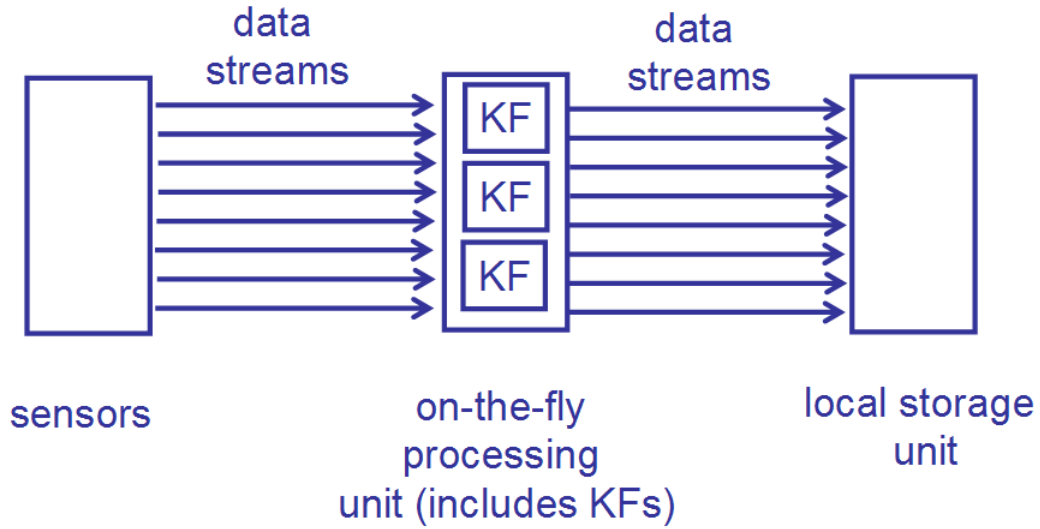 data
streams
data
streams
KF
KF
KF
sensors
on-the-fly
processing
unit (includes KFs)
local storage
unit